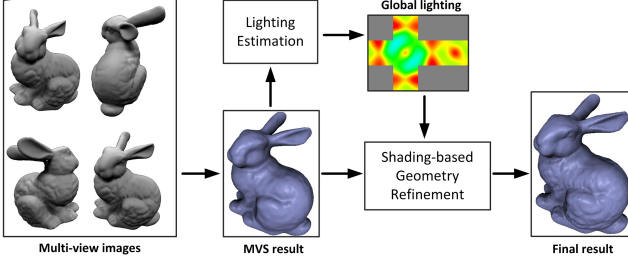 Global lighting
Lighting
Estimation
Shading-based
Geometry
Refinement
Multi-view images
MVS result
Final result